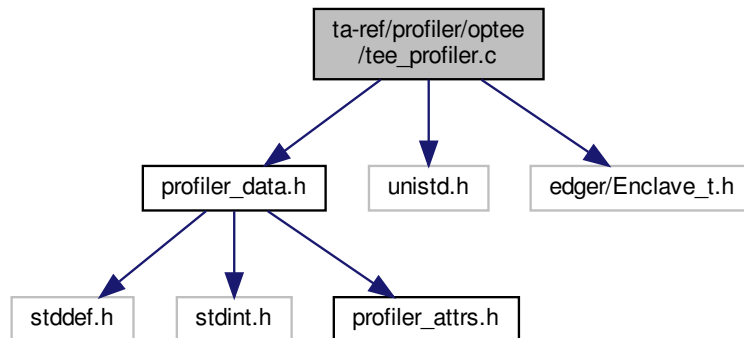 ta-ref/profiler/optee
/tee_profiler.c
profiler_data.h
unistd.h
edger/Enclave_t.h
stddef.h
stdint.h
profiler_attrs.h